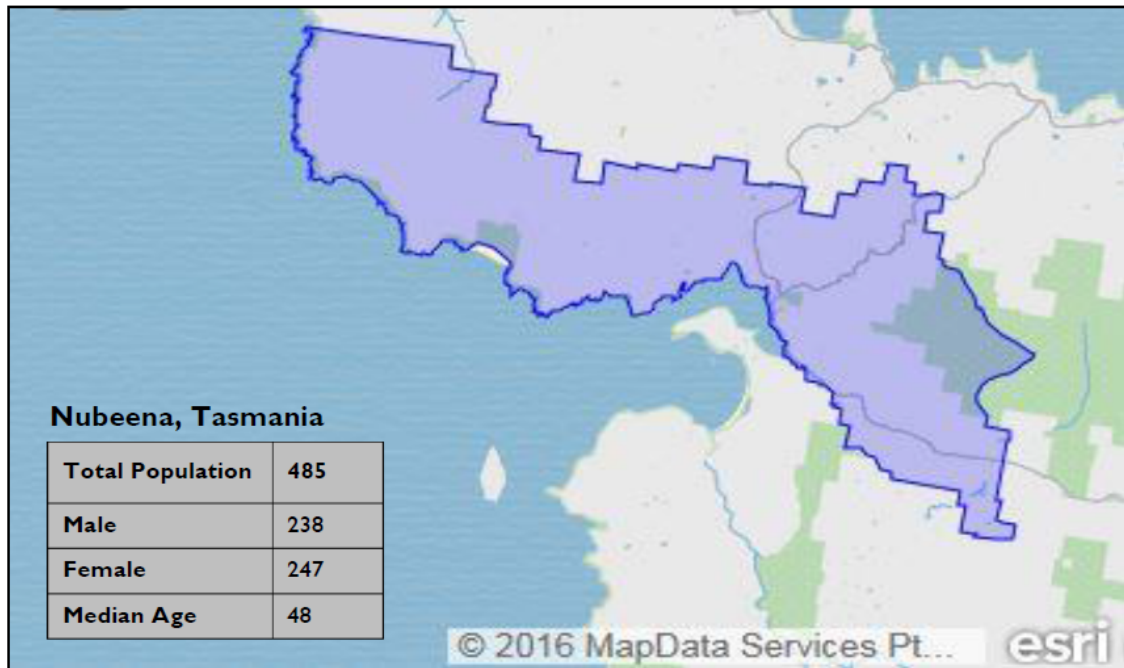 Nubeena, Tasmania
Total Population 485
Male 238
Female 247
Median Age 48
© 2016 MapData Services Pt...
esri